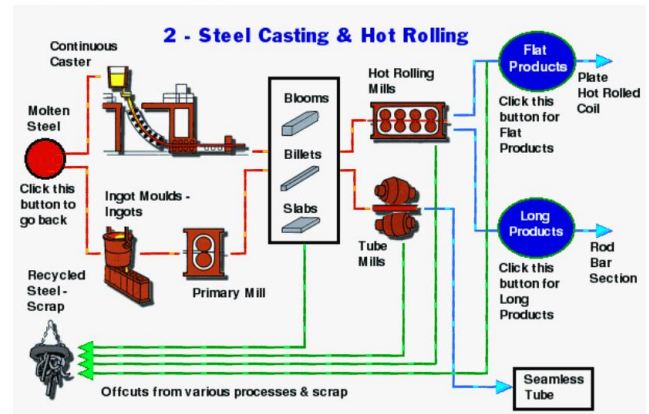 2 - Steel Casting & Hot Rolling
Continuous
Caster
Molten
Steel
Click this
button to
go back
Ingot Moulds -
Ingots
Primary Mill
Recycled
Steel -
Scrap
Blooms
Billets
Slabs
Hot Rolling
Mills
Tube
Mills
Flat
Products
Click this
button for
Flat
Products
Plate
Hot Rolled
Coil
Long
Products
Click this
button for
Long
Products
Rod
Bar
Section
Seamless
Tube
Offcuts from various processes & scrap